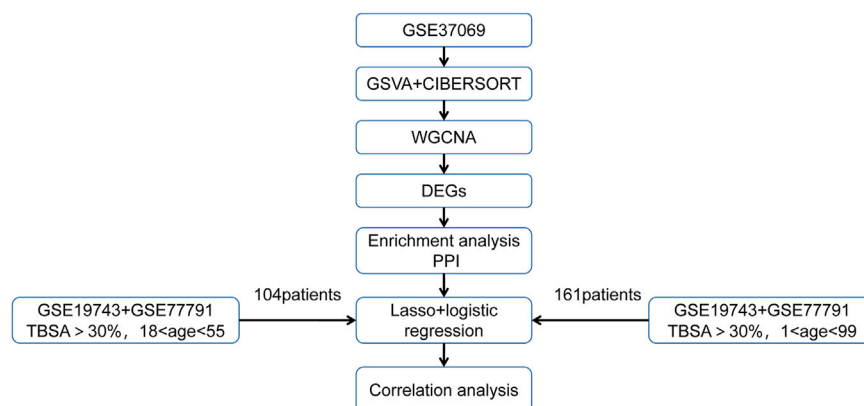 GSE37069
GSVA+CIBERSORT
WGCNA
DEGs
Enrichment analysis
PPI
104patients
161patients
GSE19743+GSE77791
TBSA＞30%，18<age<55
Lasso+logistic
regression
GSE19743+GSE77791
TBSA＞30%，1<age<99
Correlation analysis